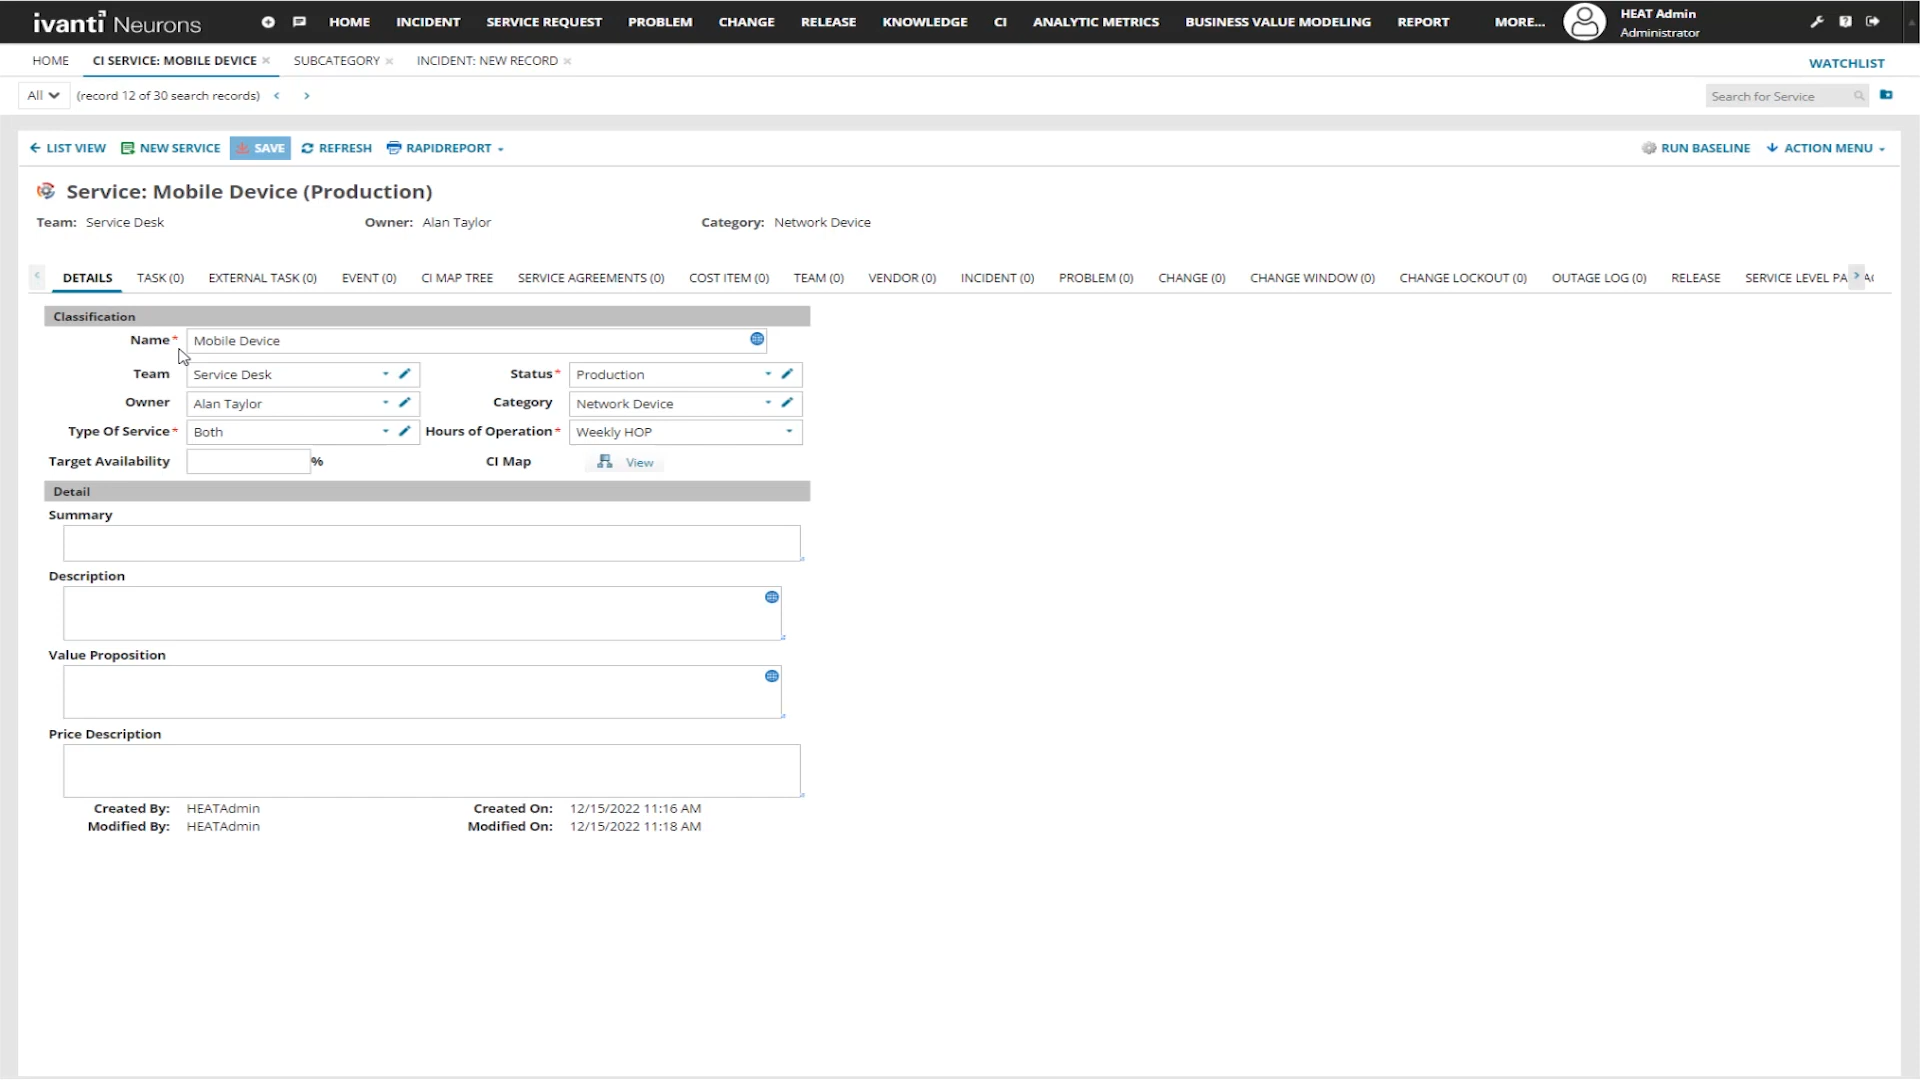 ivanti Neurons HOME INCIDENT SERVICE REQUEST PROBLEM CHANGE RELEASE KNOWLEDGE CI ANALYTIC METRICS BUSINESS VALUE MODELING REPORT MORE... HEAT Admin
Administrator
HOME CI SERVICE: MOBILE DEVICE SUBCATEGORY INCIDENT: NEW RECORD WATCHLIST
All (record 12 of 30 search records) Search for Service
LIST VIEW NEW SERVICE SAVE REFRESH RAPIDREPORT RUN BASELINE ACTION MENU
Service: Mobile Device (Production)
Team: Service Desk Owner: Alan Taylor Category: Network Device
DETAILS TASK (0) EXTERNAL TASK (0) EVENT (0) CI MAP TREE SERVICE AGREEMENTS (0) COST ITEM (0) TEAM (0) VENDOR (0) INCIDENT (0) PROBLEM (0) CHANGE (0) CHANGE WINDOW (0) CHANGE LOCKOUT (0) OUTAGE LOG (0) RELEASE SERVICE LEVEL
Classification
Name* Mobile Device
Team Service Desk Status* Production
Owner Alan Taylor Category Network Device
Type Of Service* Both Hours of Operation* Weekly HOP
Target Availability % CI Map View
Detail
Summary
Description
Value Proposition
Price Description
Created By: HEATAdmin Created On: 12/15/2022 11:16 AM
Modified By: HEATAdmin Modified On: 12/15/2022 11:18 AM